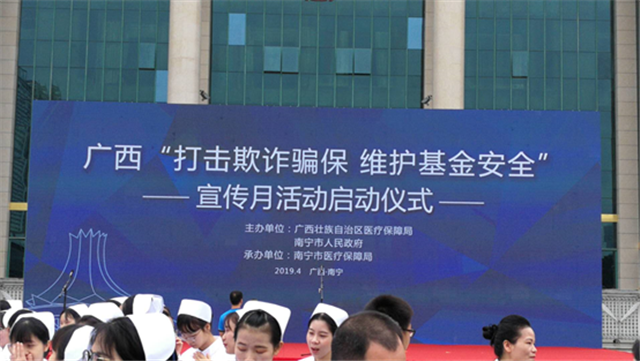 广西“打击欺诈骗保 维护基金安全”
——宣传月活动启动仪式——
主办单位：广西壮族自治区医疗保障局
南宁市人民政府
承办单位：南宁市医疗保障局
2019.4 广西·南宁